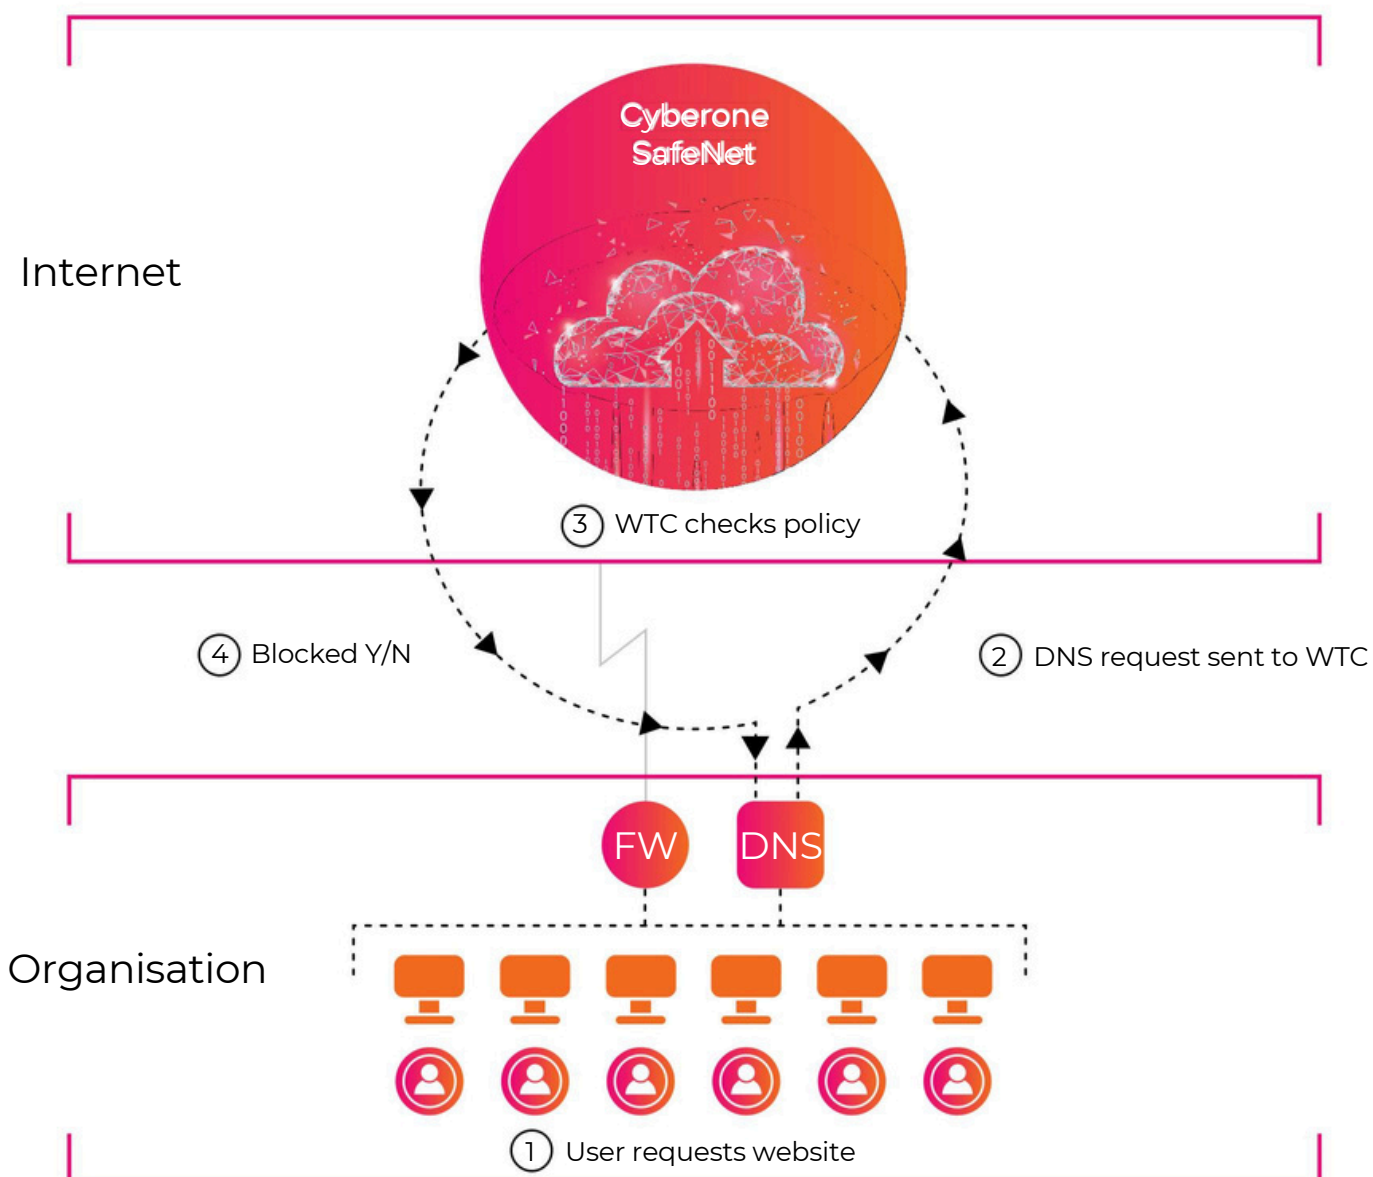 Cyberone
SafeNet
Internet
3 WTC checks policy
4 Blocked Y/N
2 DNS request sent to WTC
FW
DNS
Organisation
1 User requests website